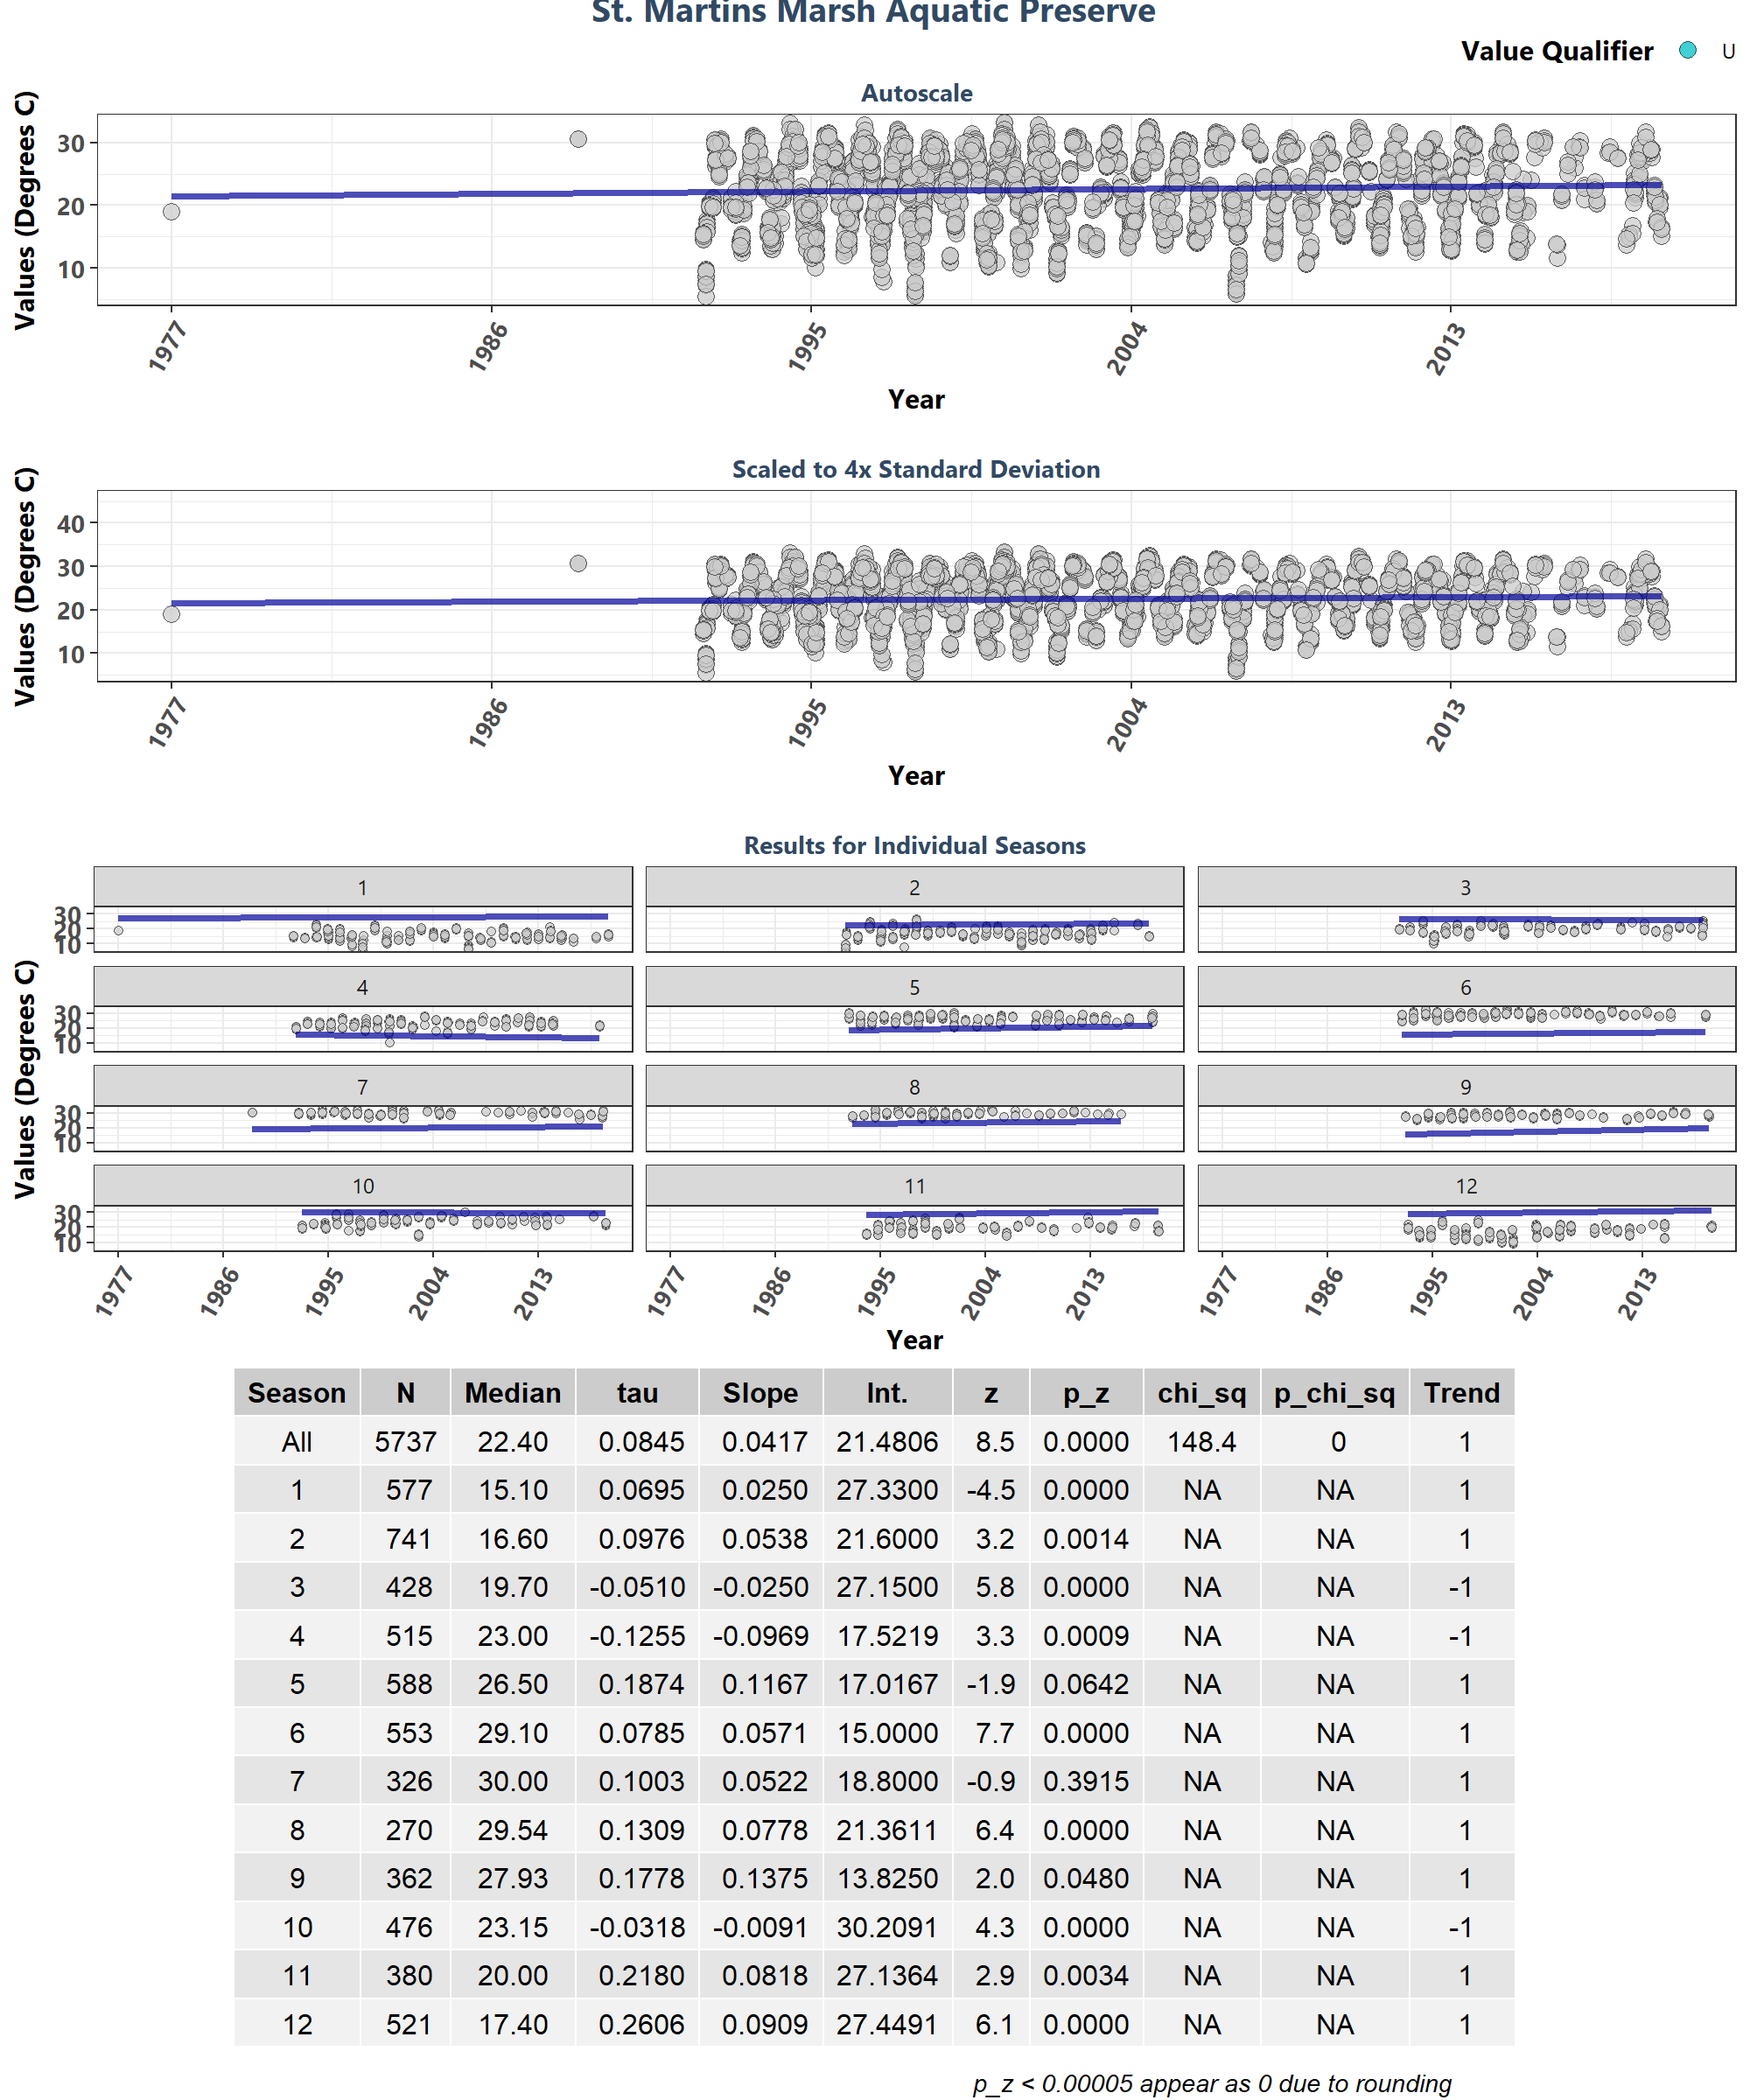 St. Martins Marsh Aquatic Preserve
Value Qualifier U
Autoscale
Values (Degrees C)
30
20
10
1977 1986 1995 2004 2013
Year
Scaled to 4x Standard Deviation
Values (Degrees C)
40
30
20
10
1977 1986 1995 2004 2013
Year
Results for Individual Seasons
Values (Degrees C)
1 2 3
30
20
10
4 5 6
30
20
10
7 8 9
30
20
10
10 11 12
30
20
10
1977 1986 1995 2004 2013 1977 1986 1995 2004 2013 1977 1986 1995 2004 2013
Year
Season N Median tau Slope Int. z p_z chi_sq p_chi_sq Trend
All 5737 22.40 0.0845 0.0417 21.4806 8.5 0.0000 148.4 0 1
1 577 15.10 0.0695 0.0250 27.3300 -4.5 0.0000 NA NA 1
2 741 16.60 0.0976 0.0538 21.6000 3.2 0.0014 NA NA 1
3 428 19.70 -0.0510 -0.0250 27.1500 5.8 0.0000 NA NA -1
4 515 23.00 -0.1255 -0.0969 17.5219 3.3 0.0009 NA NA -1
5 588 26.50 0.1874 0.1167 17.0167 -1.9 0.0642 NA NA 1
6 553 29.10 0.0785 0.0571 15.0000 7.7 0.0000 NA NA 1
7 326 30.00 0.1003 0.0522 18.8000 -0.9 0.3915 NA NA 1
8 270 29.54 0.1309 0.0778 21.3611 6.4 0.0000 NA NA 1
9 362 27.93 0.1778 0.1375 13.8250 2.0 0.0480 NA NA 1
10 476 23.15 -0.0318 -0.0091 30.2091 4.3 0.0000 NA NA -1
11 380 20.00 0.2180 0.0818 27.1364 2.9 0.0034 NA NA 1
12 521 17.40 0.2606 0.0909 27.4491 6.1 0.0000 NA NA 1
p_z < 0.00005 appear as 0 due to rounding